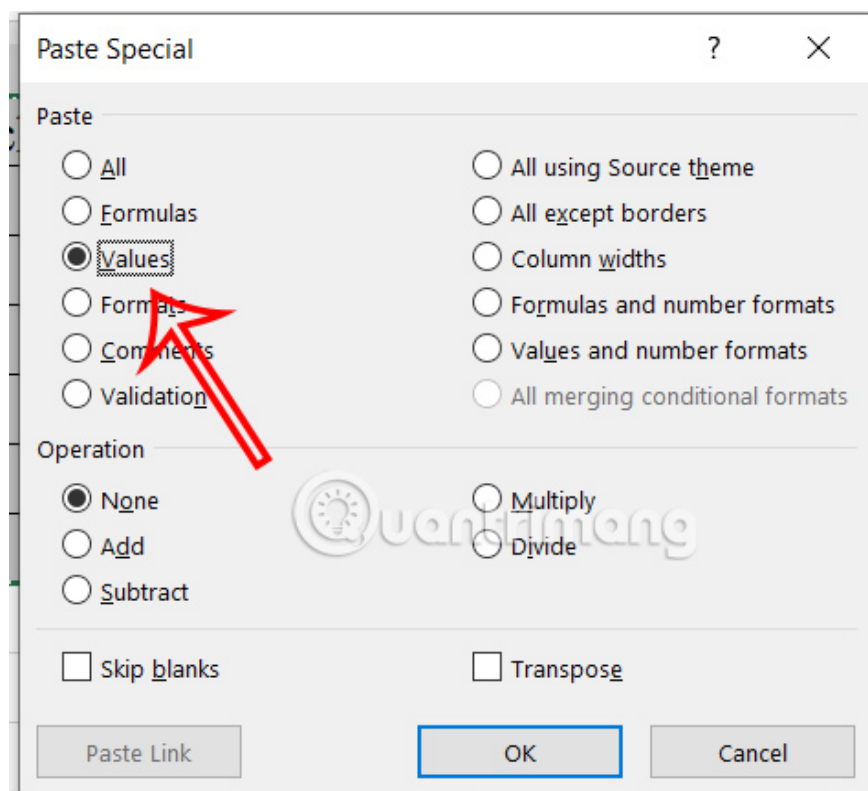 Paste Special
Paste
All
Formulas
Values
Formats
Comments
Validation
All using Source theme
All except borders
Column widths
Formulas and number formats
Values and number formats
All merging conditional formats
Operation
None
Add
Subtract
Multiply
Divide
Quantrimang
Skip blanks
Transpose
Paste Link
OK
Cancel